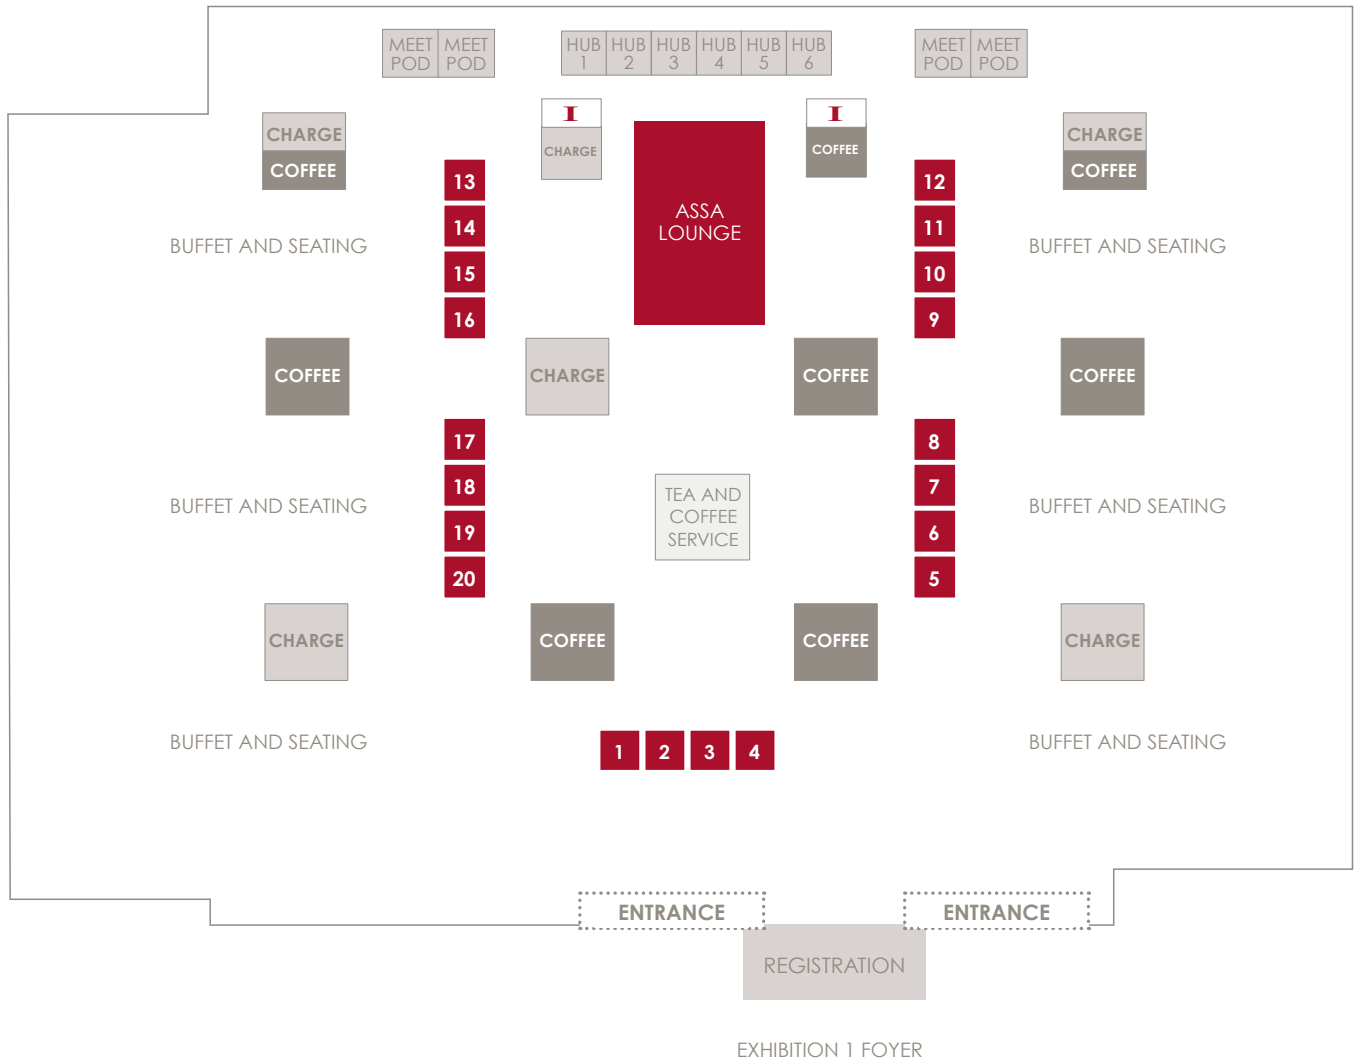 MEET POD
MEET POD
HUB 1
HUB 2
HUB 3
HUB 4
HUB 5
HUB 6
MEET POD
MEET POD
I
I
CHARGE
COFFEE
CHARGE
COFFEE
CHARGE
COFFEE
13
14
15
16
ASSA
LOUNGE
12
11
10
9
BUFFET AND SEATING
BUFFET AND SEATING
COFFEE
CHARGE
COFFEE
COFFEE
17
18
19
20
TEA AND
COFFEE
SERVICE
8
7
6
5
BUFFET AND SEATING
BUFFET AND SEATING
CHARGE
COFFEE
COFFEE
CHARGE
BUFFET AND SEATING
1
2
3
4
BUFFET AND SEATING
ENTRANCE
ENTRANCE
REGISTRATION
EXHIBITION 1 FOYER